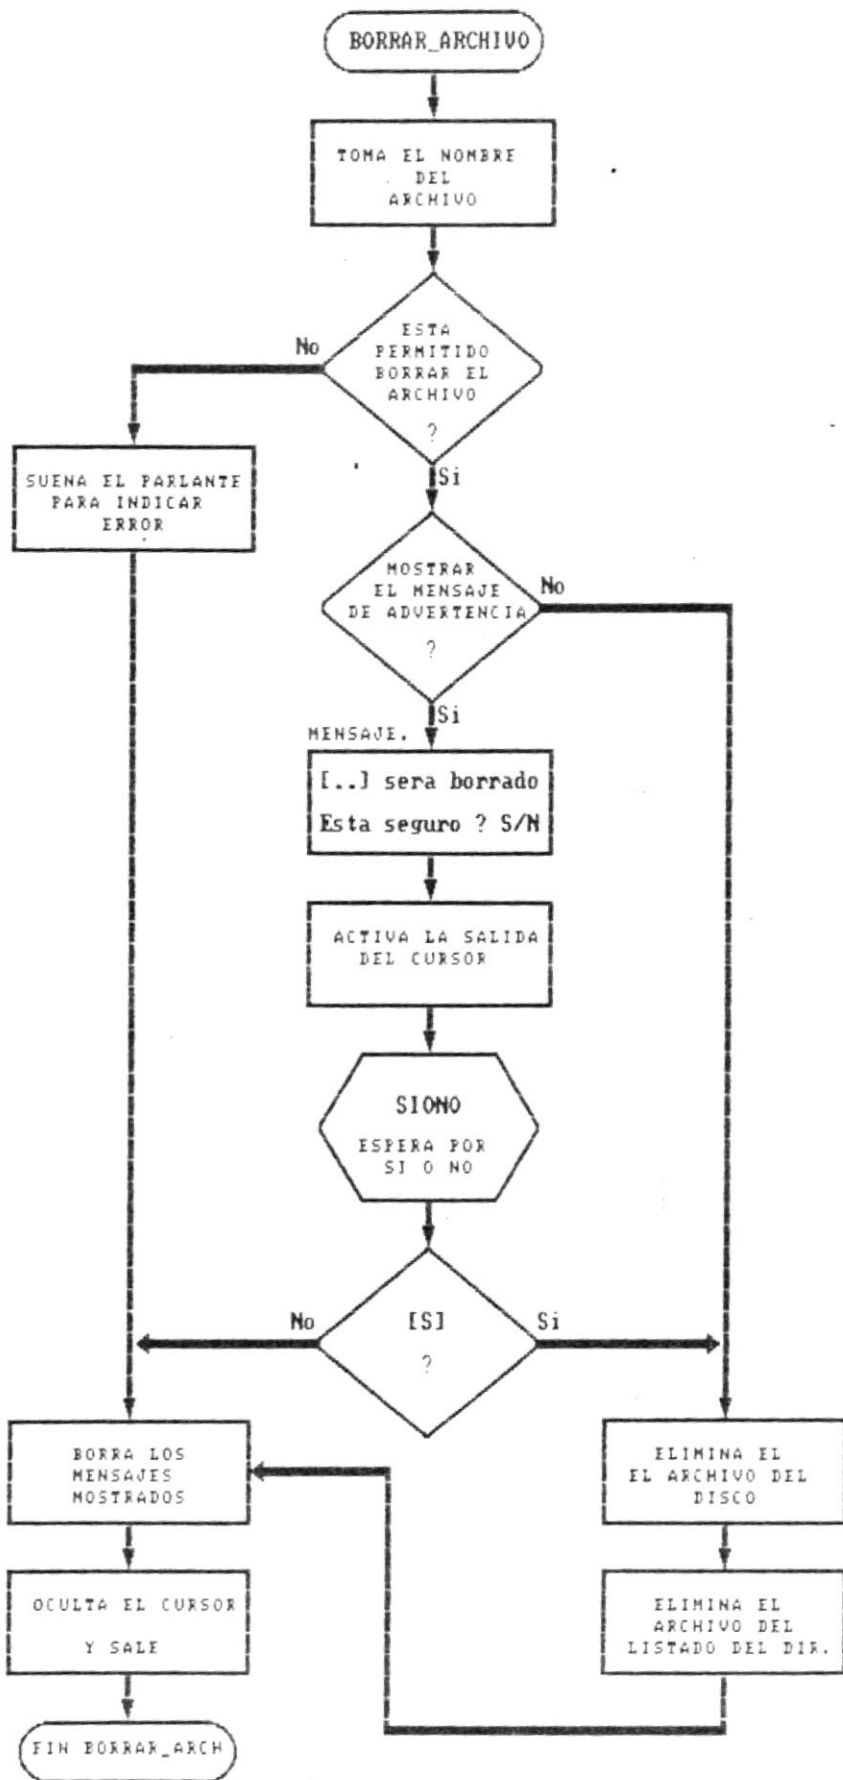 BORRAR_ARCHIVO
TOMA EL NOMBRE
DEL
ARCHIVO
ESTA
PERMITIDO
BORRAR EL
ARCHIVO
?
No
Si
SUENA EL PARLANTE
PARA INDICAR
ERROR
MOSTRAR
EL MENSAJE
DE ADVERTENCIA
?
No
Si
MENSAJE.
[..] sera borrado
Esta seguro ? S/N
ACTIVA LA SALIDA
DEL CURSOR
SIONO
ESPERA POR
SI O NO
No
[S]
?
Si
BORRA LOS
MENSAJES
MOSTRADOS
ELIMINA EL
EL ARCHIVO DEL
DISCO
OCULTA EL CURSOR
Y SALE
ELIMINA EL
ARCHIVO DEL
LISTADO DEL DIR.
FIN BORRAR_ARCH